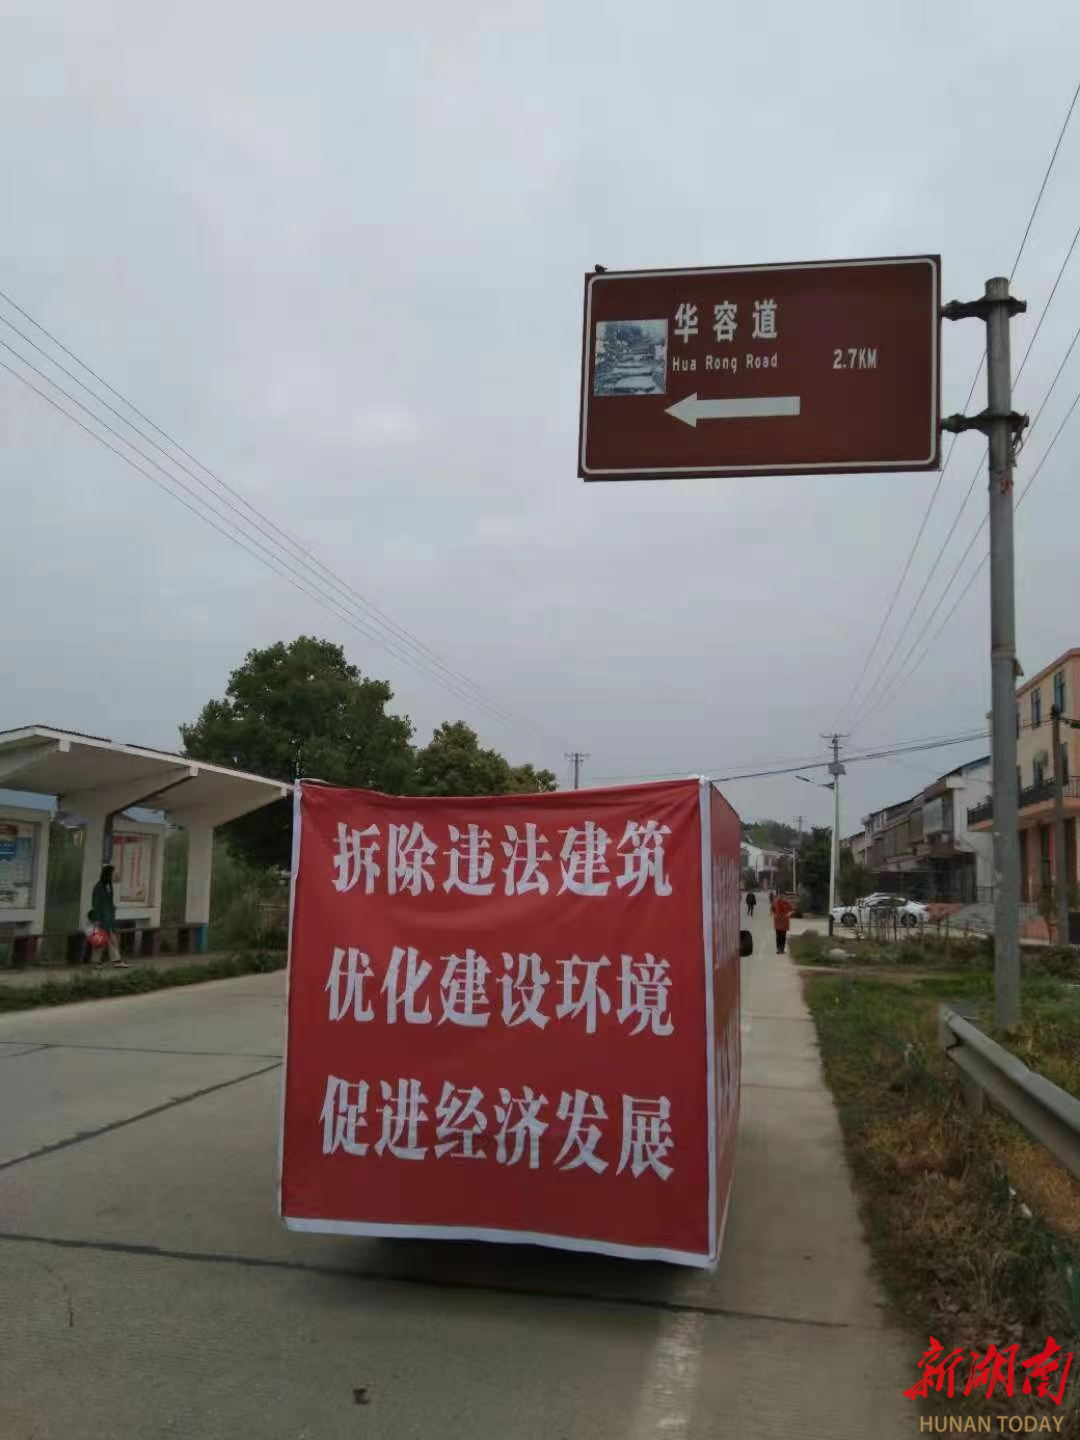 华容道
Hua Rong Road
2.7KM
拆除违法建筑
优化建设环境
促进经济发展
新湖南
HUNAN TODAY